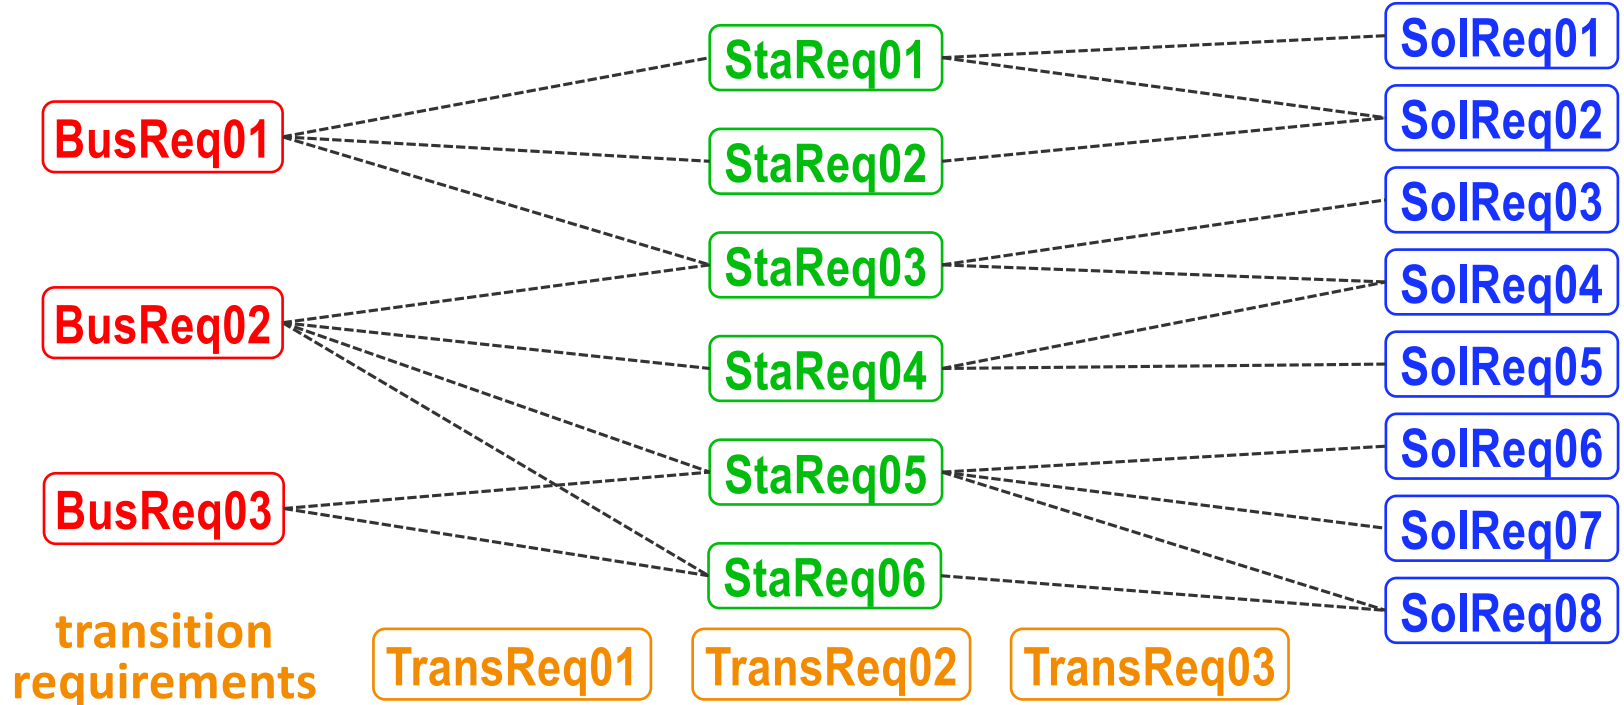 BusReq01
BusReq02
BusReq03
StaReq01
StaReq02
StaReq03
StaReq04
StaReq05
StaReq06
SolReq01
SolReq02
SolReq03
SolReq04
SolReq05
SolReq06
SolReq07
SolReq08
transition
requirements
TransReq01
TransReq02
TransReq03